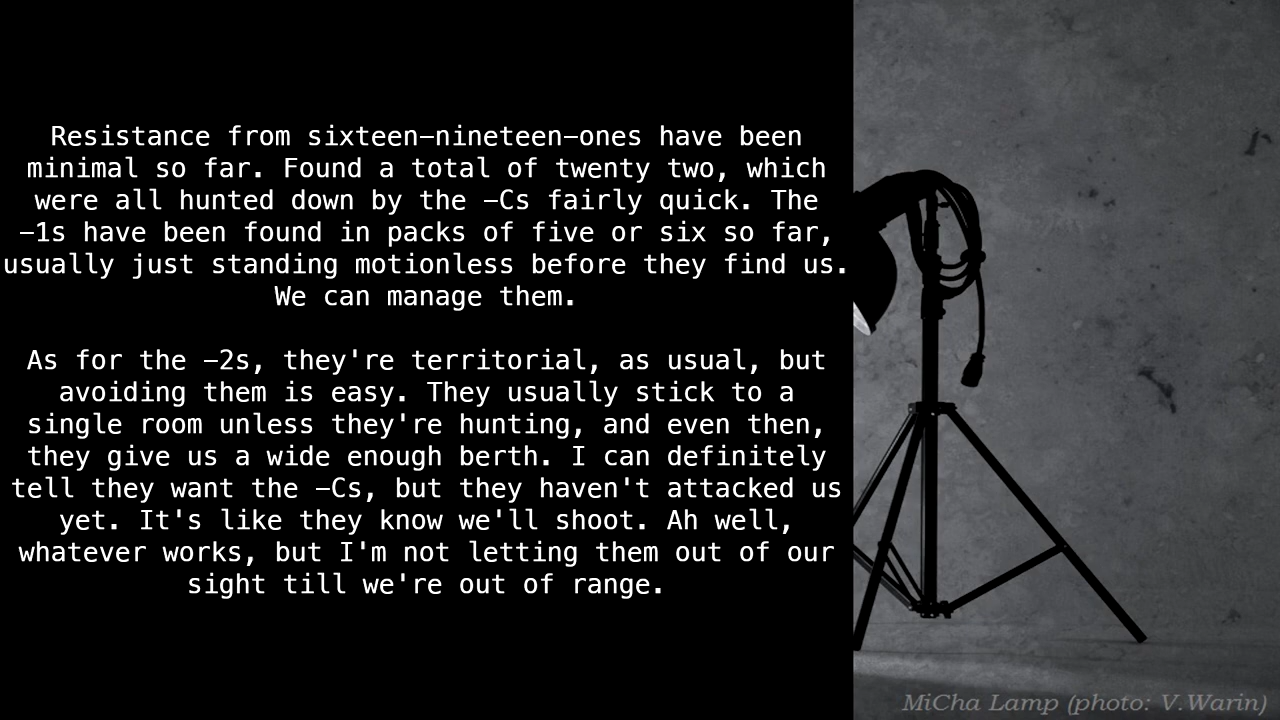 Resistance from sixteen-nineteen-ones have been
minimal so far. Found a total of twenty two, which
were all hunted down by the -Cs fairly quick. The
-1s have been found in packs of five or six so far,
usually just standing motionless before they find us.
We can manage them.
As for the -2s, they're territorial, as usual, but
avoiding them is easy. They usually stick to a
single room unless they're hunting, and even then,
they give us a wide enough berth. I can definitely
tell they want the -Cs, but they haven't attacked us
yet. It's like they know we'll shoot. Ah well,
whatever works, but I'm not letting them out of our
sight till we're out of range.
MiCha Lamp (photo: V.Warin)